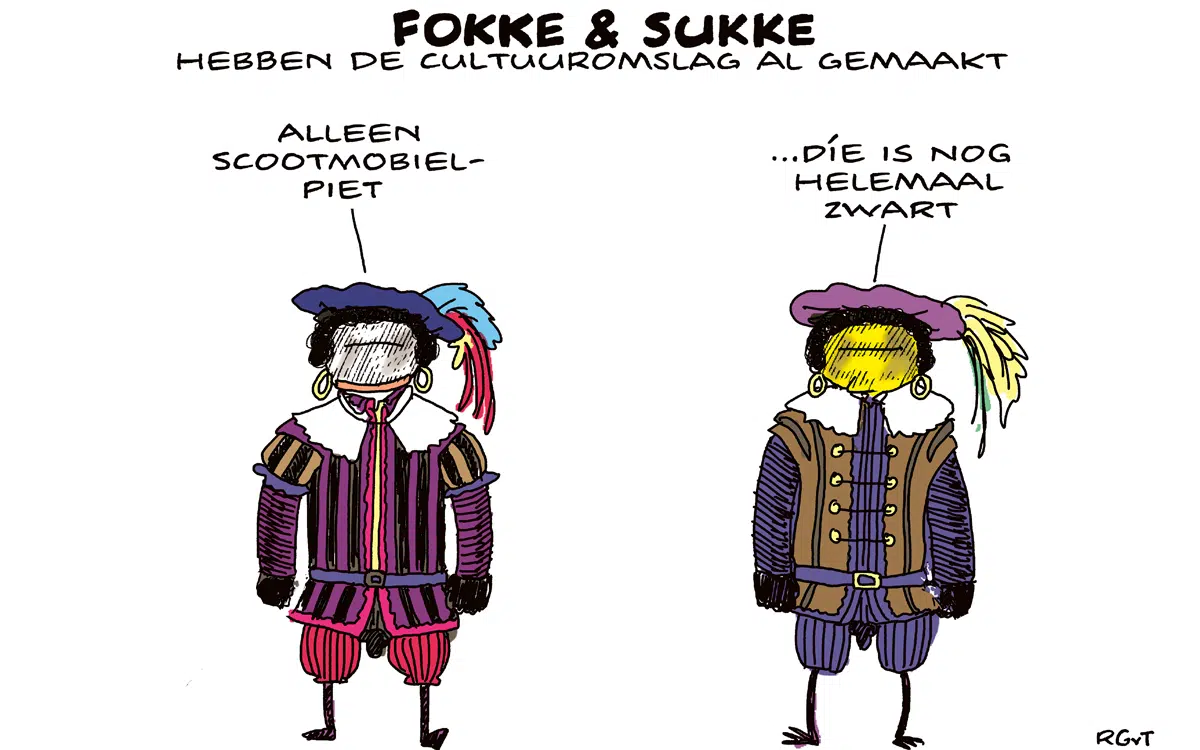 FOKKE & SUKKE
HEBBEN DE CULTUUROMSLAG AL GEMAAKT
ALLEEN
SCOOTMOBIEL-
PIET
...DÍE IS NOG
HELEMAAL
ZWART
RGvT